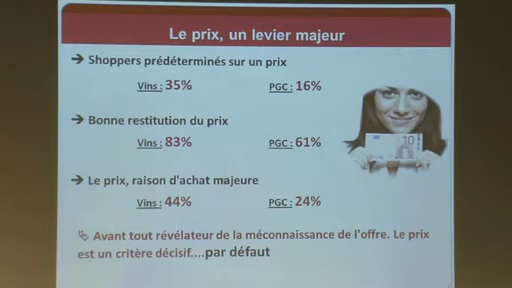 Le prix, un levier majeur
→ Shoppers prédéterminés sur un prix
Vins : 35% PGC : 16%
→ Bonne restitution du prix
Vins : 83% PGC : 61%
→ Le prix, raison d'achat majeure
Vins : 44% PGC : 24%
Avant tout révélateur de la méconnaissance de l'offre. Le prix
est un critère décisif....par défaut
10